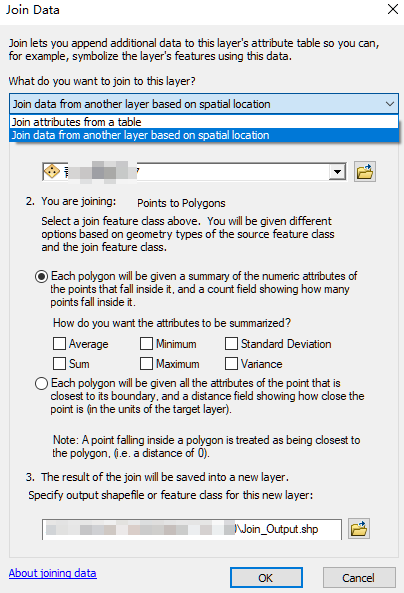 Join Data
Join lets you append additional data to this layer's attribute table so you can,
for example, symbolize the layer's features using this data.
What do you want to join to this layer?
Join data from another layer based on spatial location
Join attributes from a table
Join data from another layer based on spatial location
2. You are joining: Points to Polygons
Select a join feature class above. You will be given different
options based on geometry types of the source feature class
and the join feature class.
Each polygon will be given a summary of the numeric attributes of
the points that fall inside it, and a count field showing how many
points fall inside it.
How do you want the attributes to be summarized?
Average Minimum Standard Deviation
Sum Maximum Variance
Each polygon will be given all the attributes of the point that is
closest to its boundary, and a distance field showing how close the
point is (in the units of the target layer).
Note: A point falling inside a polygon is treated as being closest to
the polygon, (i.e. a distance of 0).
3. The result of the join will be saved into a new layer.
Specify output shapefile or feature class for this new layer:
\Join_Output.shp
About joining data
OK
Cancel